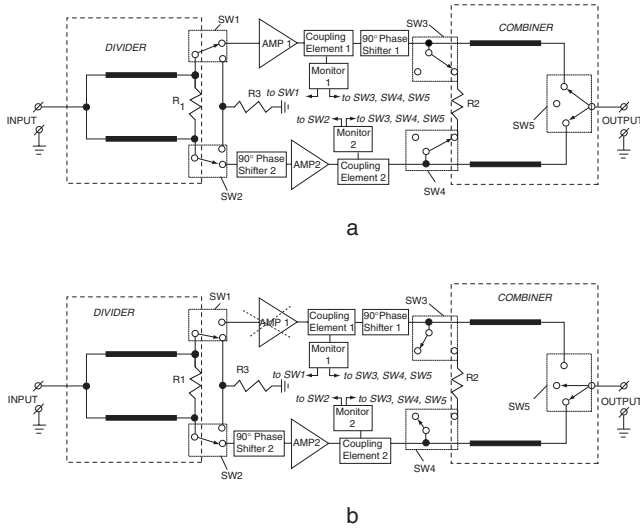 SW1
SW3
COMBINER
DIVIDER
AMP 1
Coupling
Element 1
90° Phase
Shifter 1
R1
R3
to SW1
Monitor
1
to SW3, SW4, SW5
R2
INPUT
SW5
OUTPUT
to SW2
to SW3, SW4, SW5
Monitor
2
90° Phase
Shifter 2
AMP2
Coupling
Element 2
SW2
SW4
a
SW1
SW3
COMBINER
DIVIDER
AMP 1
Coupling
Element 1
90° Phase
Shifter 1
R1
R3
Monitor
1
to SW1
to SW3, SW4, SW5
R2
INPUT
SW5
OUTPUT
to SW2
to SW3, SW4, SW5
Monitor
2
90° Phase
Shifter 2
AMP2
Coupling
Element 2
SW2
SW4
b